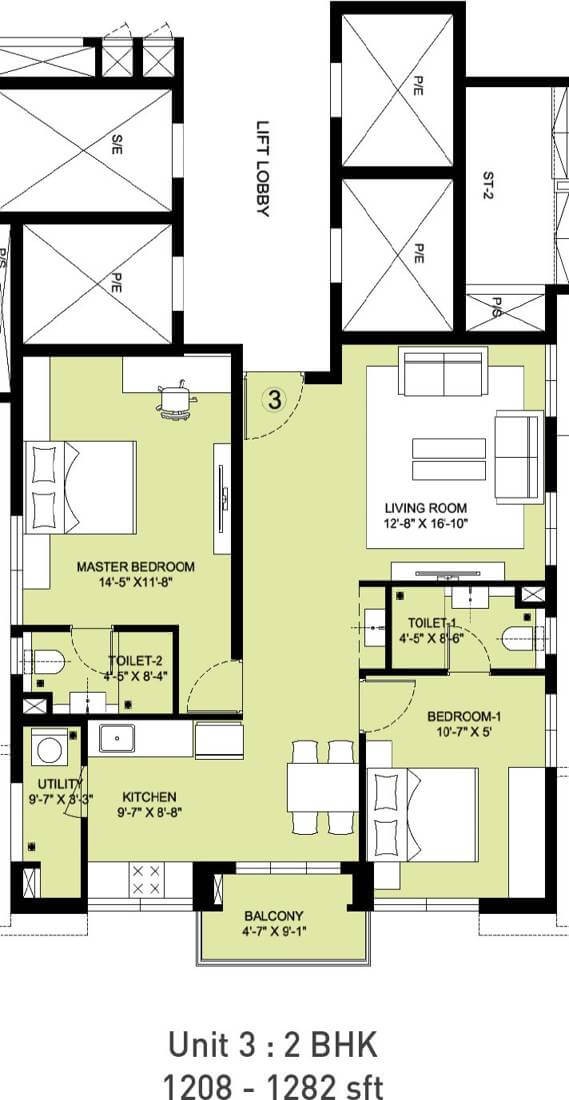 P/E
S/E
LIFT LOBBY
ST-2
P/E
P/S
P/E
P/S
3
LIVING ROOM
12'-8" X 16'-10"
MASTER BEDROOM
14'-5" X11'-8"
TOILET-1
4'-5" X 8'-6"
TOILET-2
4'-5" X 8'-4"
BEDROOM-1
10'-7" X 5'
UTILITY
9'-7" X 3'-3"
KITCHEN
9'-7" X 8'-8"
BALCONY
4'-7" X 9'-1"
Unit 3 : 2 BHK
1208 - 1282 sft